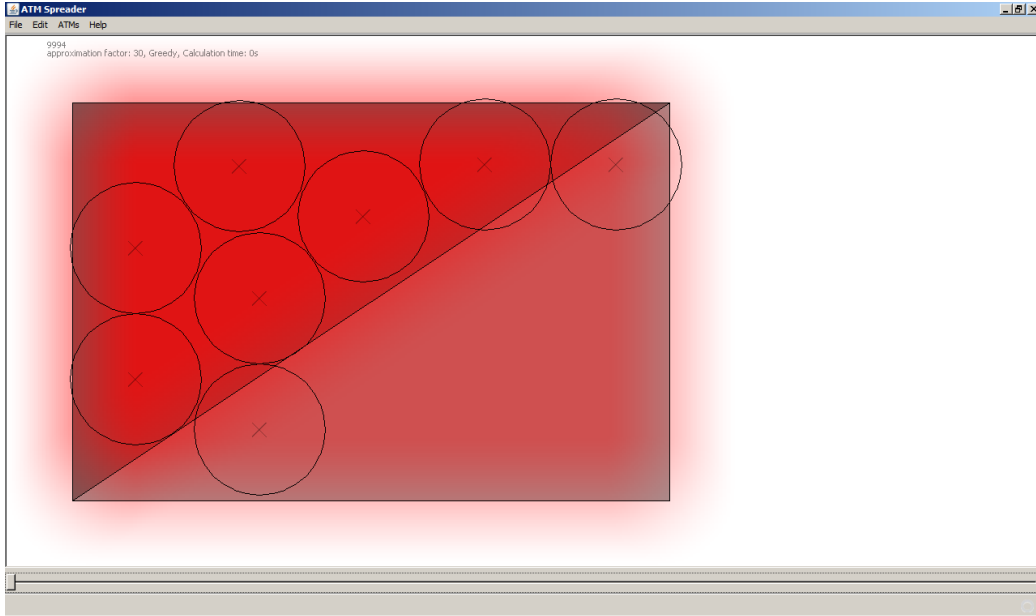 ATM Spreader
File Edit ATMs Help
9994
approximation factor: 30, Greedy, Calculation time: 0s